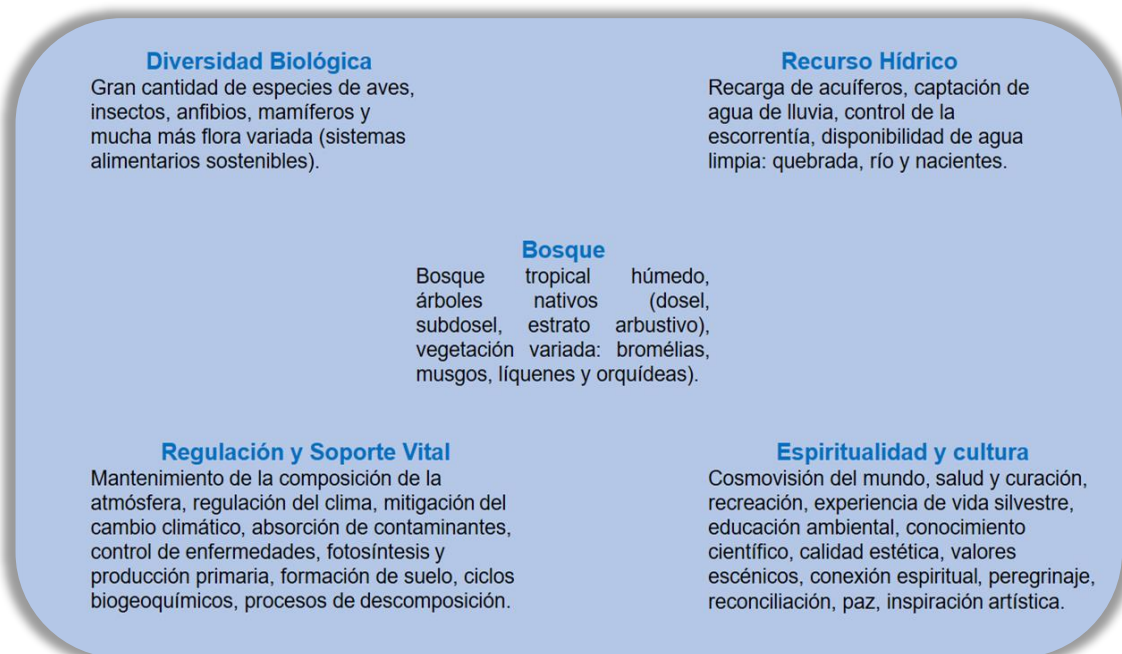 Diversidad Biológica
Gran cantidad de especies de aves,
insectos, anfibios, mamíferos y
mucha más flora variada (sistemas
alimentarios sostenibles).
Recurso Hídrico
Recarga de acuíferos, captación de
agua de lluvia, control de la
escorrentía, disponibilidad de agua
limpia: quebrada, río y nacientes.
Bosque
Bosque tropical húmedo,
árboles nativos (dosel,
subdosel, estrato arbustivo),
vegetación variada: bromélias,
musgos, líquenes y orquídeas).
Regulación y Soporte Vital
Mantenimiento de la composición de la
atmósfera, regulación del clima, mitigación del
cambio climático, absorción de contaminantes,
control de enfermedades, fotosíntesis y
producción primaria, formación de suelo, ciclos
biogeoquímicos, procesos de descomposición.
Espiritualidad y cultura
Cosmovisión del mundo, salud y curación,
recreación, experiencia de vida silvestre,
educación ambiental, conocimiento
científico, calidad estética, valores
escénicos, conexión espiritual, peregrinaje,
reconciliación, paz, inspiración artística.